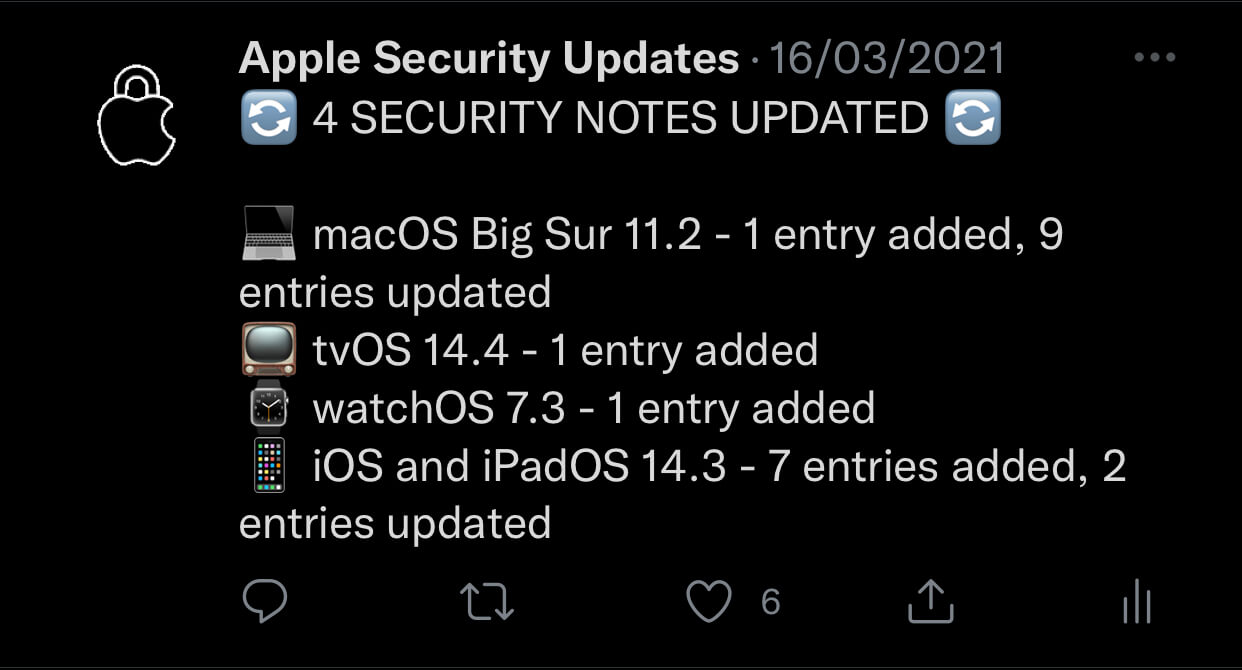 Apple Security Updates · 16/03/2021
🔄 4 SECURITY NOTES UPDATED 🔄
💻 macOS Big Sur 11.2 - 1 entry added, 9
entries updated
📺 tvOS 14.4 - 1 entry added
⌚ watchOS 7.3 - 1 entry added
📱 iOS and iPadOS 14.3 - 7 entries added, 2
entries updated
6